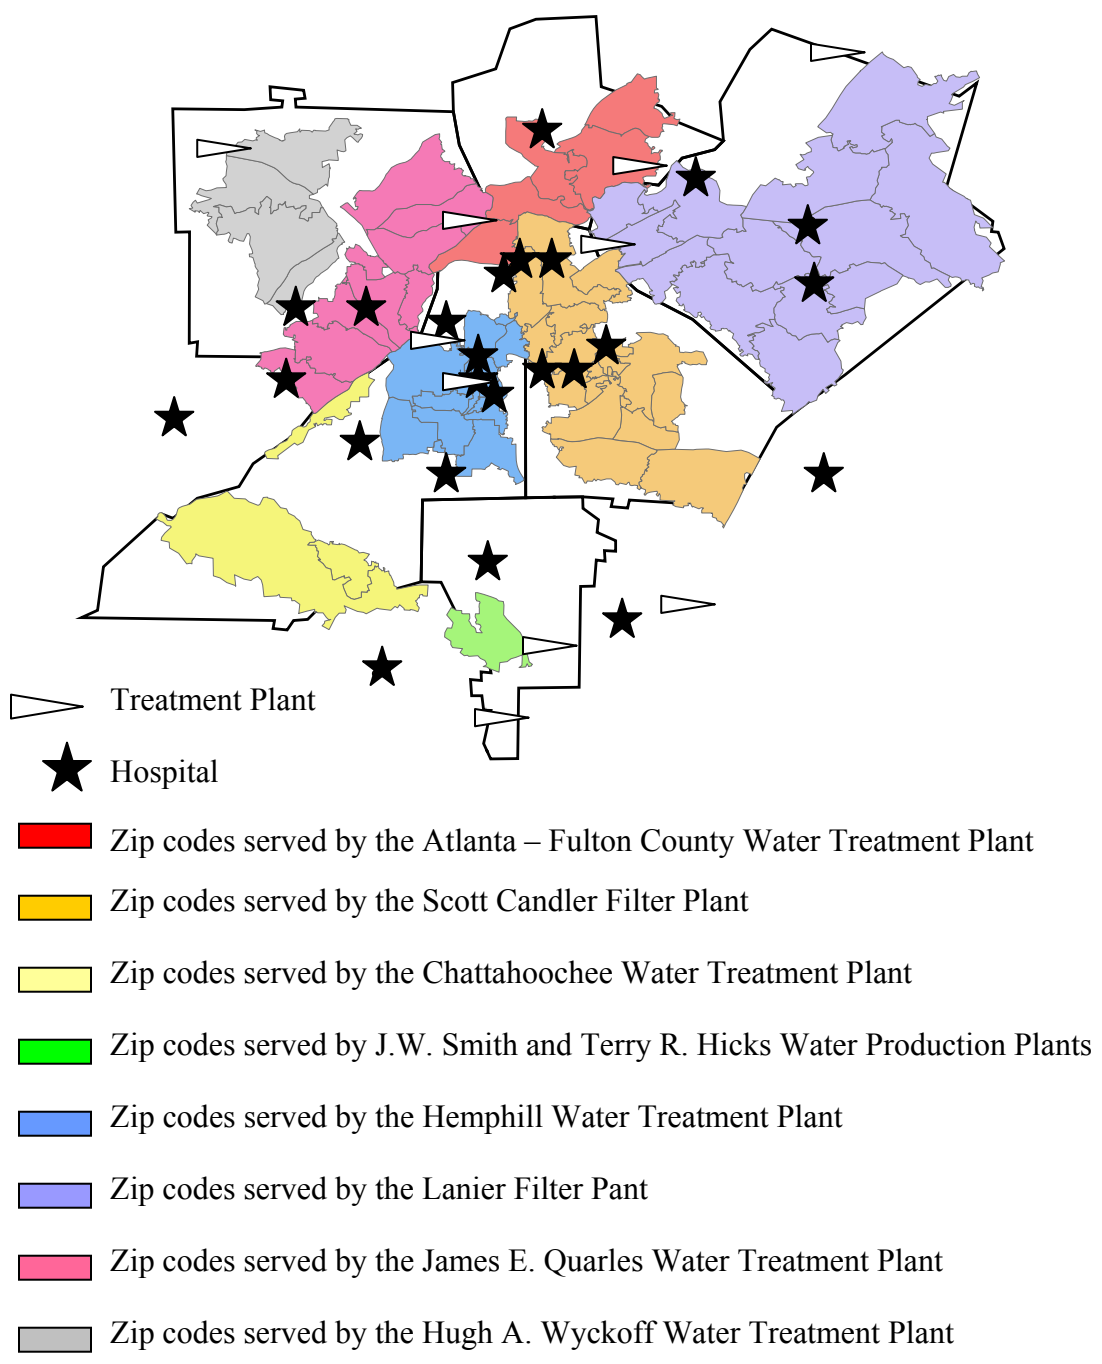 Treatment Plant
Hospital
Zip codes served by the Atlanta – Fulton County Water Treatment Plant
Zip codes served by the Scott Candler Filter Plant
Zip codes served by the Chattahoochee Water Treatment Plant
Zip codes served by J.W. Smith and Terry R. Hicks Water Production Plants
Zip codes served by the Hemphill Water Treatment Plant
Zip codes served by the Lanier Filter Pant
Zip codes served by the James E. Quarles Water Treatment Plant
Zip codes served by the Hugh A. Wyckoff Water Treatment Plant